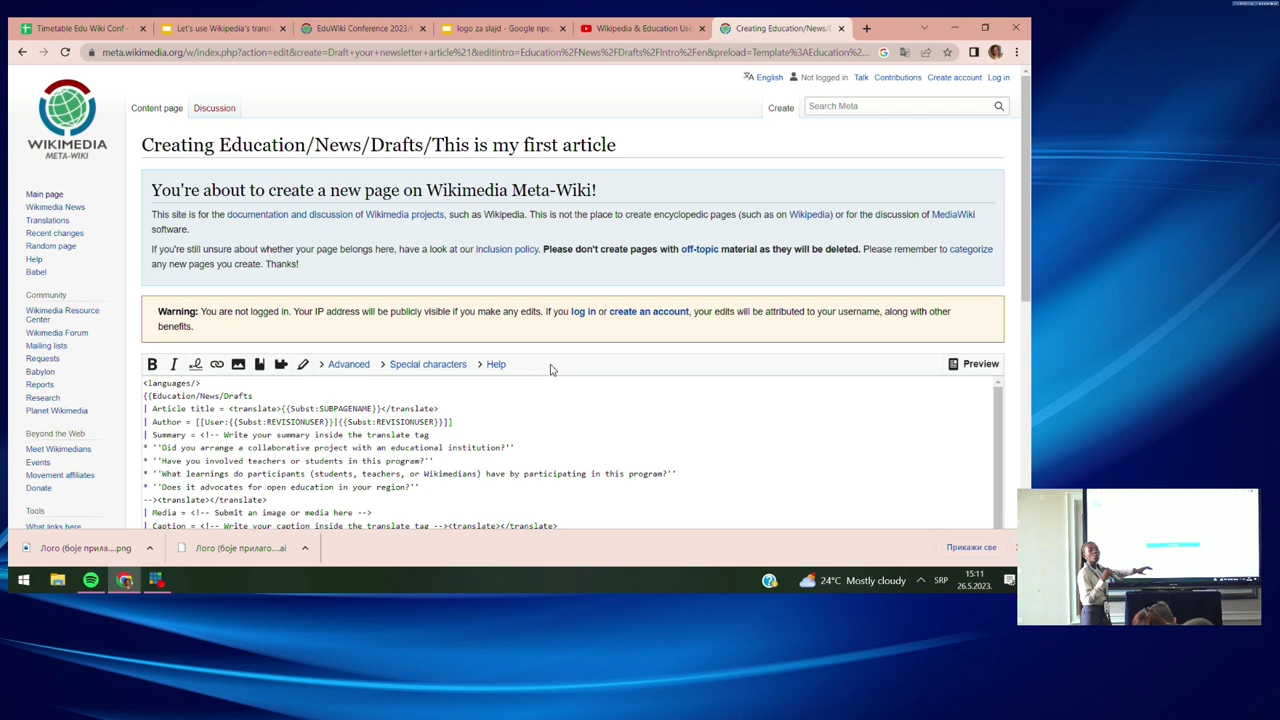 Timetable Edu Wiki Conf -
Let's use Wikipedia's trans
EduWiki Conference 2023/
logo za slajd - Google през
Wikipedia & Education Use
Creating Education/News/D
meta.wikimedia.org/w/index.php?action=edit&create=Draft+your+newsletter+article%21&editintro=Education%2FNews%2FDrafts%2FIntro%2Fen&preload=Template%3AEducation%2...
English Not logged in Talk Contributions Create account Log in
Content page Discussion Create Search Meta
WIKIMEDIA
META-WIKI
Creating Education/News/Drafts/This is my first article
You're about to create a new page on Wikimedia Meta-Wiki!
This site is for the documentation and discussion of Wikimedia projects, such as Wikipedia. This is not the place to create encyclopedic pages (such as on Wikipedia) or for the discussion of MediaWiki
software.
If you're still unsure about whether your page belongs here, have a look at our inclusion policy. Please don't create pages with off-topic material as they will be deleted. Please remember to categorize
any new pages you create. Thanks!
Warning: You are not logged in. Your IP address will be publicly visible if you make any edits. If you log in or create an account, your edits will be attributed to your username, along with other
benefits.
B I Advanced Special characters Help Preview
<languages/>
{{Education/News/Drafts
| Article title = <translate>{{Subst:SUBPAGENAME}}</translate>
| Author = [[User:{{Subst:REVISIONUSER}}|{{Subst:REVISIONUSER}}]]
| Summary = <!-- Write your summary inside the translate tag
* ''Did you arrange a collaborative project with an educational institution?''
* ''Have you involved teachers or students in this program?''
* ''What learnings do participants (students, teachers, or Wikimedians) have by participating in this program?''
* ''Does it advocates for open education in your region?''
--><translate></translate>
| Media = <!-- Submit an image or media here -->
| Caption = <!-- Write your caption inside the translate tag --><translate></translate>
Main page
Wikimedia News
Translations
Recent changes
Random page
Help
Babel
Community
Wikimedia Resource
Center
Wikimedia Forum
Mailing lists
Requests
Babylon
Reports
Research
Planet Wikimedia
Beyond the Web
Meet Wikimedians
Events
Movement affiliates
Donate
Tools
What links here
Лого (боје прила....png
Лого (боје прилаго....ai
Прикажи све
24°C Mostly cloudy
СРП
15:11
26.5.2023.